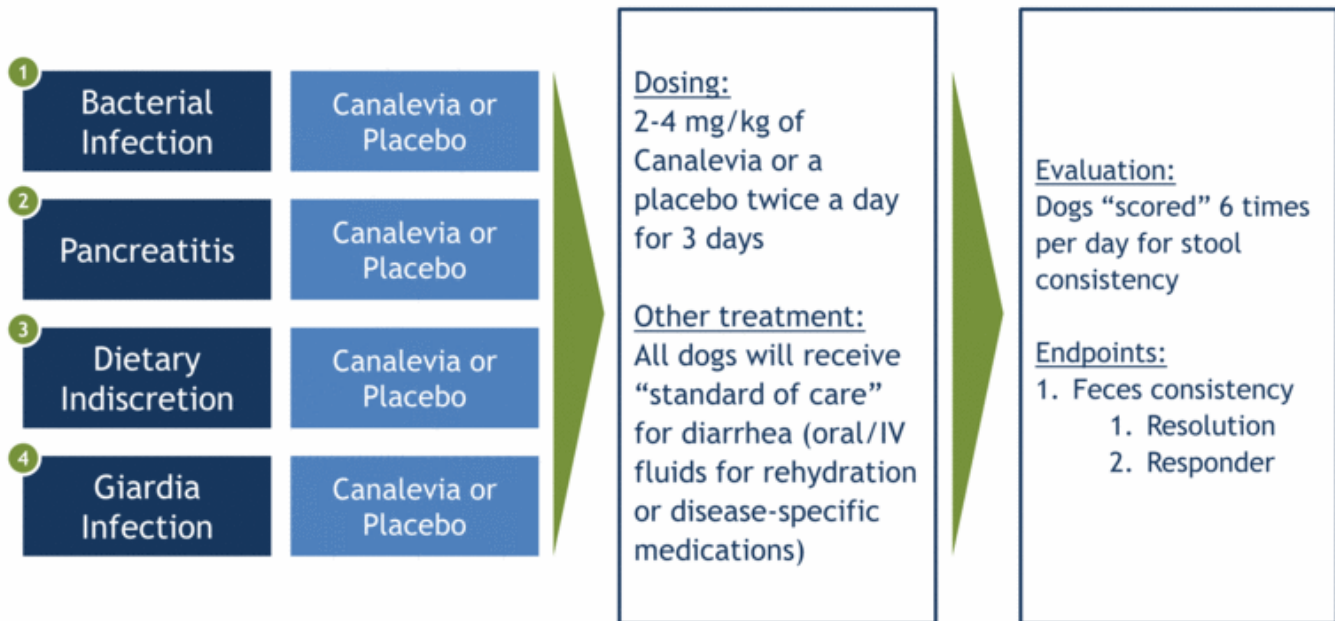 1
Bacterial
Infection
Canalevia or
Placebo
2
Pancreatitis
Canalevia or
Placebo
3
Dietary
Indiscretion
Canalevia or
Placebo
4
Giardia
Infection
Canalevia or
Placebo
Dosing:
2-4 mg/kg of
Canalevia or a
placebo twice a day
for 3 days
Other treatment:
All dogs will receive
“standard of care”
for diarrhea (oral/IV
fluids for rehydration
or disease-specific
medications)
Evaluation:
Dogs “scored” 6 times
per day for stool
consistency
Endpoints:
1. Feces consistency
1. Resolution
2. Responder